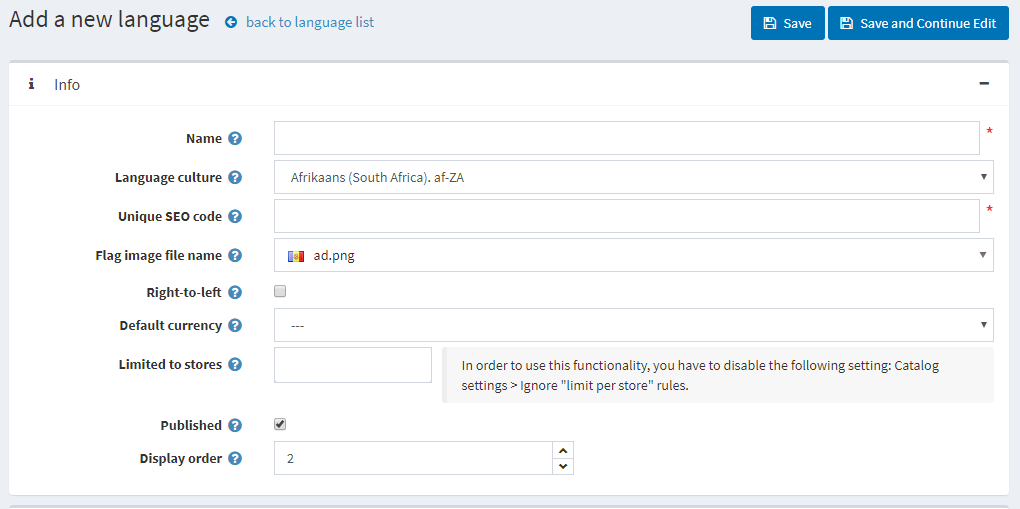 Add a new language back to language list Save Save and Continue Edit
Info
Name *
Language culture Afrikaans (South Africa). af-ZA
Unique SEO code *
Flag image file name ad.png
Right-to-left
Default currency ---
Limited to stores In order to use this functionality, you have to disable the following setting: Catalog
settings > Ignore "limit per store" rules.
Published
Display order 2